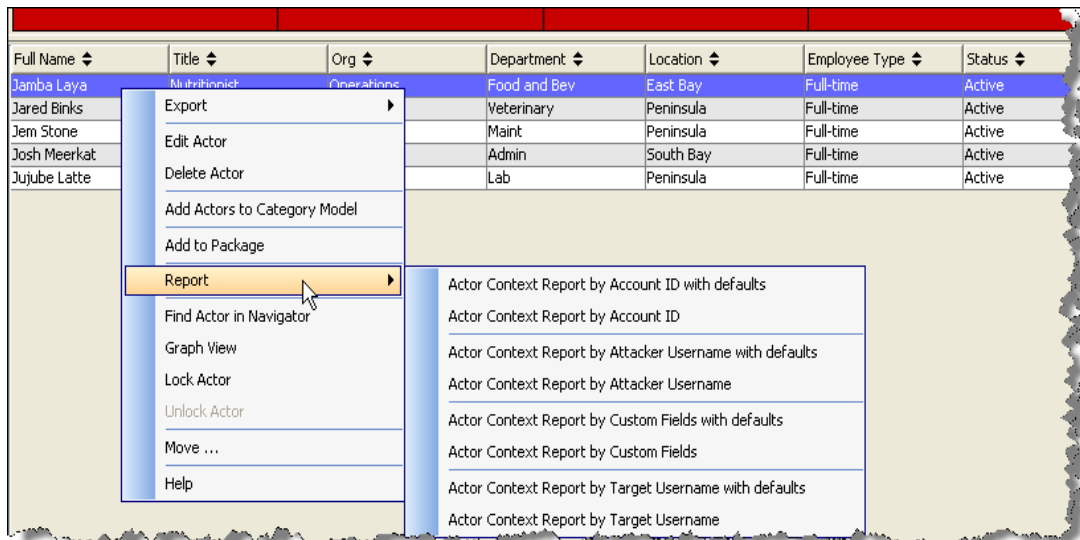 Full Name Title Org Department Location Employee Type Status
Jamba Laya Nutritionist Operations Food and Bev East Bay Full-time Active
Jared Binks Veterinary Peninsula Full-time Active
Jem Stone Maint Peninsula Full-time Active
Josh Meerkat Admin South Bay Full-time Active
Jujube Latte Lab Peninsula Full-time Active
Export
Edit Actor
Delete Actor
Add Actors to Category Model
Add to Package
Report
Find Actor in Navigator
Graph View
Lock Actor
Unlock Actor
Move ...
Help
Actor Context Report by Account ID with defaults
Actor Context Report by Account ID
Actor Context Report by Attacker Username with defaults
Actor Context Report by Attacker Username
Actor Context Report by Custom Fields with defaults
Actor Context Report by Custom Fields
Actor Context Report by Target Username with defaults
Actor Context Report by Target Username